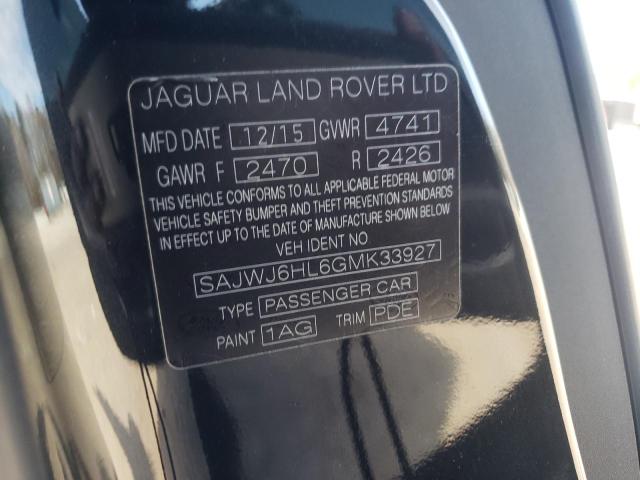 JAGUAR LAND ROVER LTD
MFD DATE 12/15 GVWR 4741
GAWR F 2470 R 2426
THIS VEHICLE CONFORMS TO ALL APPLICABLE FEDERAL MOTOR
VEHICLE SAFETY BUMPER AND THEFT PREVENTION STANDARDS
IN EFFECT UP TO THE DATE OF MANUFACTURE SHOWN BELOW
VEH IDENT NO
SAJWJ6HL6GMK33927
TYPE PASSENGER CAR
PAINT 1AG TRIM PDE